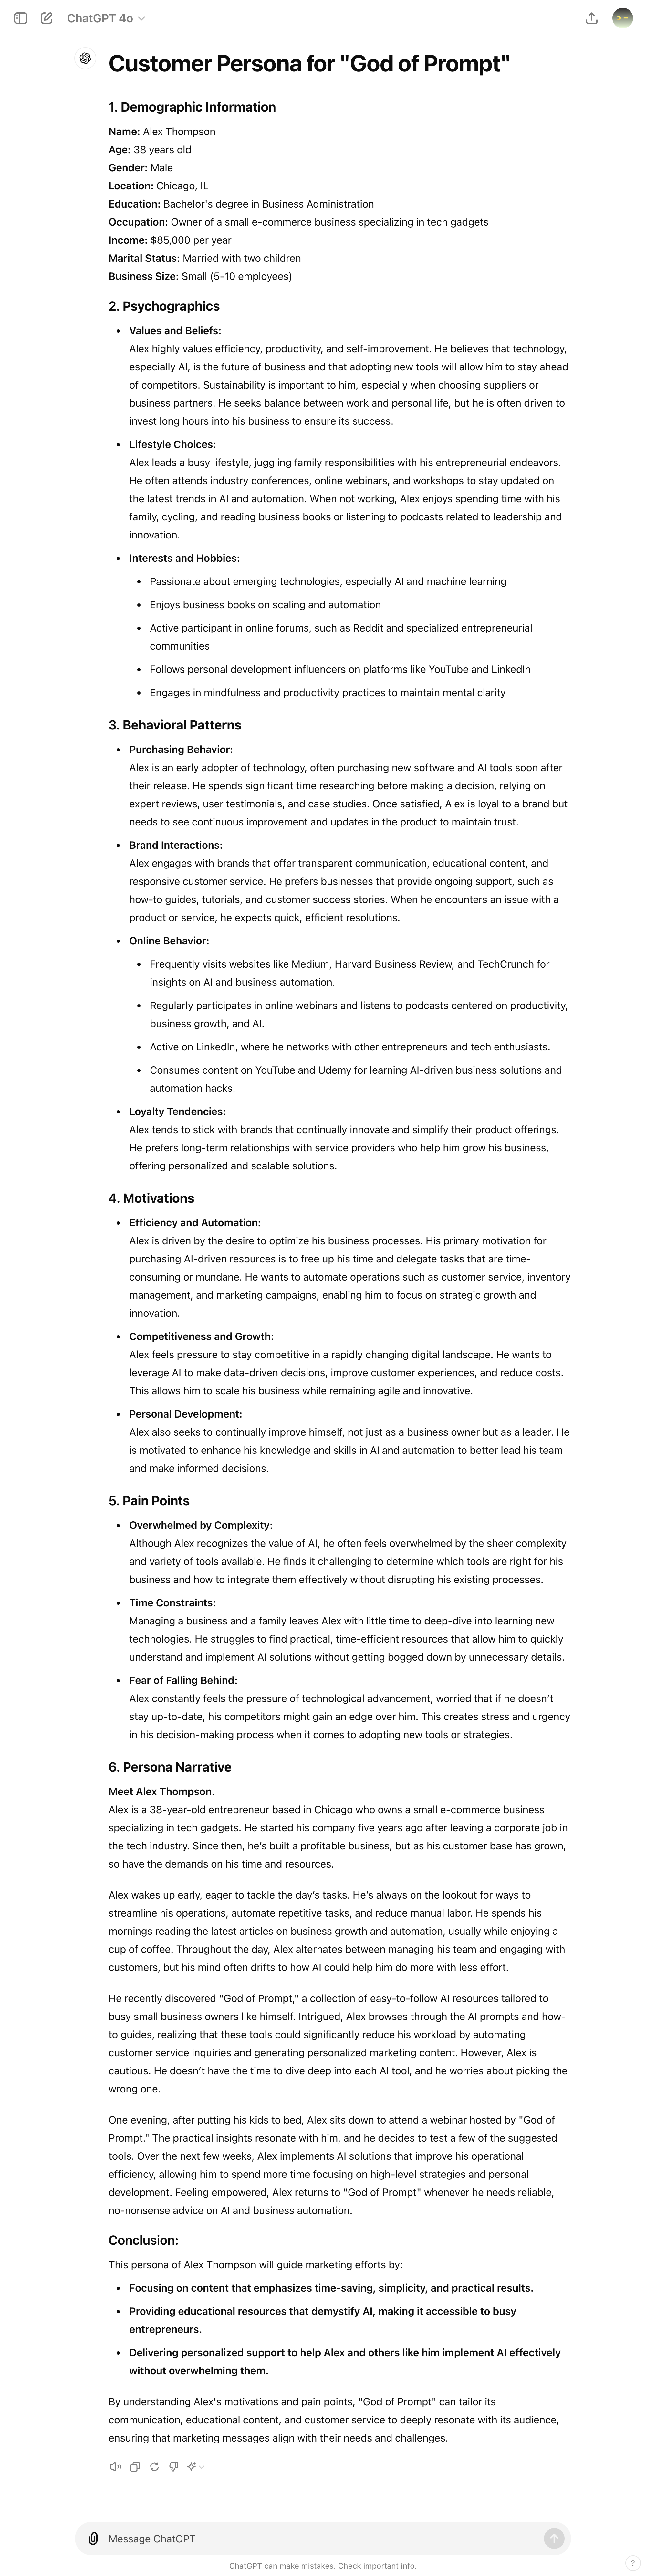 ChatGPT 4o
Customer Persona for "God of Prompt"
1. Demographic Information
Name: Alex Thompson
Age: 38 years old
Gender: Male
Location: Chicago, IL
Education: Bachelor's degree in Business Administration
Occupation: Owner of a small e-commerce business specializing in tech gadgets
Income: $85,000 per year
Marital Status: Married with two children
Business Size: Small (5-10 employees)
2. Psychographics
• Values and Beliefs:
Alex highly values efficiency, productivity, and self-improvement. He believes that technology,
especially AI, is the future of business and that adopting new tools will allow him to stay ahead
of competitors. Sustainability is important to him, especially when choosing suppliers or
business partners. He seeks balance between work and personal life, but he is often driven to
invest long hours into his business to ensure its success.
• Lifestyle Choices:
Alex leads a busy lifestyle, juggling family responsibilities with his entrepreneurial endeavors.
He often attends industry conferences, online webinars, and workshops to stay updated on
the latest trends in AI and automation. When not working, Alex enjoys spending time with his
family, cycling, and reading business books or listening to podcasts related to leadership and
innovation.
• Interests and Hobbies:
• Passionate about emerging technologies, especially AI and machine learning
• Enjoys business books on scaling and automation
• Active participant in online forums, such as Reddit and specialized entrepreneurial
communities
• Follows personal development influencers on platforms like YouTube and LinkedIn
• Engages in mindfulness and productivity practices to maintain mental clarity
3. Behavioral Patterns
• Purchasing Behavior:
Alex is an early adopter of technology, often purchasing new software and AI tools soon after
their release. He spends significant time researching before making a decision, relying on
expert reviews, user testimonials, and case studies. Once satisfied, Alex is loyal to a brand but
needs to see continuous improvement and updates in the product to maintain trust.
• Brand Interactions:
Alex engages with brands that offer transparent communication, educational content, and
responsive customer service. He prefers businesses that provide ongoing support, such as
how-to guides, tutorials, and customer success stories. When he encounters an issue with a
product or service, he expects quick, efficient resolutions.
• Online Behavior:
• Frequently visits websites like Medium, Harvard Business Review, and TechCrunch for
insights on AI and business automation.
• Regularly participates in online webinars and listens to podcasts centered on productivity,
business growth, and AI.
• Active on LinkedIn, where he networks with other entrepreneurs and tech enthusiasts.
• Consumes content on YouTube and Udemy for learning AI-driven business solutions and
automation hacks.
• Loyalty Tendencies:
Alex tends to stick with brands that continually innovate and simplify their product offerings.
He prefers long-term relationships with service providers who help him grow his business,
offering personalized and scalable solutions.
4. Motivations
• Efficiency and Automation:
Alex is driven by the desire to optimize his business processes. His primary motivation for
purchasing AI-driven resources is to free up his time and delegate tasks that are time-
consuming or mundane. He wants to automate operations such as customer service, inventory
management, and marketing campaigns, enabling him to focus on strategic growth and
innovation.
• Competitiveness and Growth:
Alex feels pressure to stay competitive in a rapidly changing digital landscape. He wants to
leverage AI to make data-driven decisions, improve customer experiences, and reduce costs.
This allows him to scale his business while remaining agile and innovative.
• Personal Development:
Alex also seeks to continually improve himself, not just as a business owner but as a leader. He
is motivated to enhance his knowledge and skills in AI and automation to better lead his team
and make informed decisions.
5. Pain Points
• Overwhelmed by Complexity:
Although Alex recognizes the value of AI, he often feels overwhelmed by the sheer complexity
and variety of tools available. He finds it challenging to determine which tools are right for his
business and how to integrate them effectively without disrupting his existing processes.
• Time Constraints:
Managing a business and a family leaves Alex with little time to deep-dive into learning new
technologies. He struggles to find practical, time-efficient resources that allow him to quickly
understand and implement AI solutions without getting bogged down by unnecessary details.
• Fear of Falling Behind:
Alex constantly feels the pressure of technological advancement, worried that if he doesn't
stay up-to-date, his competitors might gain an edge over him. This creates stress and urgency
in his decision-making process when it comes to adopting new tools or strategies.
6. Persona Narrative
Meet Alex Thompson.
Alex is a 38-year-old entrepreneur based in Chicago who owns a small e-commerce business
specializing in tech gadgets. He started his company five years ago after leaving a corporate job in
the tech industry. Since then, he's built a profitable business, but as his customer base has grown,
so have the demands on his time and resources.
Alex wakes up early, eager to tackle the day's tasks. He's always on the lookout for ways to
streamline his operations, automate repetitive tasks, and reduce manual labor. He spends his
mornings reading the latest articles on business growth and automation, usually while enjoying a
cup of coffee. Throughout the day, Alex alternates between managing his team and engaging with
customers, but his mind often drifts to how AI could help him do more with less effort.
He recently discovered "God of Prompt," a collection of easy-to-follow AI resources tailored to
busy small business owners like himself. Intrigued, Alex browses through the AI prompts and how-
to guides, realizing that these tools could significantly reduce his workload by automating
customer service inquiries and generating personalized marketing content. However, Alex is
cautious. He doesn't have the time to dive deep into each AI tool, and he worries about picking the
wrong one.
One evening, after putting his kids to bed, Alex sits down to attend a webinar hosted by "God of
Prompt." The practical insights resonate with him, and he decides to test a few of the suggested
tools. Over the next few weeks, Alex implements AI solutions that improve his operational
efficiency, allowing him to spend more time focusing on high-level strategies and personal
development. Feeling empowered, Alex returns to "God of Prompt" whenever he needs reliable,
no-nonsense advice on AI and business automation.
Conclusion:
This persona of Alex Thompson will guide marketing efforts by:
• Focusing on content that emphasizes time-saving, simplicity, and practical results.
• Providing educational resources that demystify AI, making it accessible to busy
entrepreneurs.
• Delivering personalized support to help Alex and others like him implement AI effectively
without overwhelming them.
By understanding Alex's motivations and pain points, "God of Prompt" can tailor its
communication, educational content, and customer service to deeply resonate with its audience,
ensuring that marketing messages align with their needs and challenges.
Message ChatGPT
ChatGPT can make mistakes. Check important info.
?